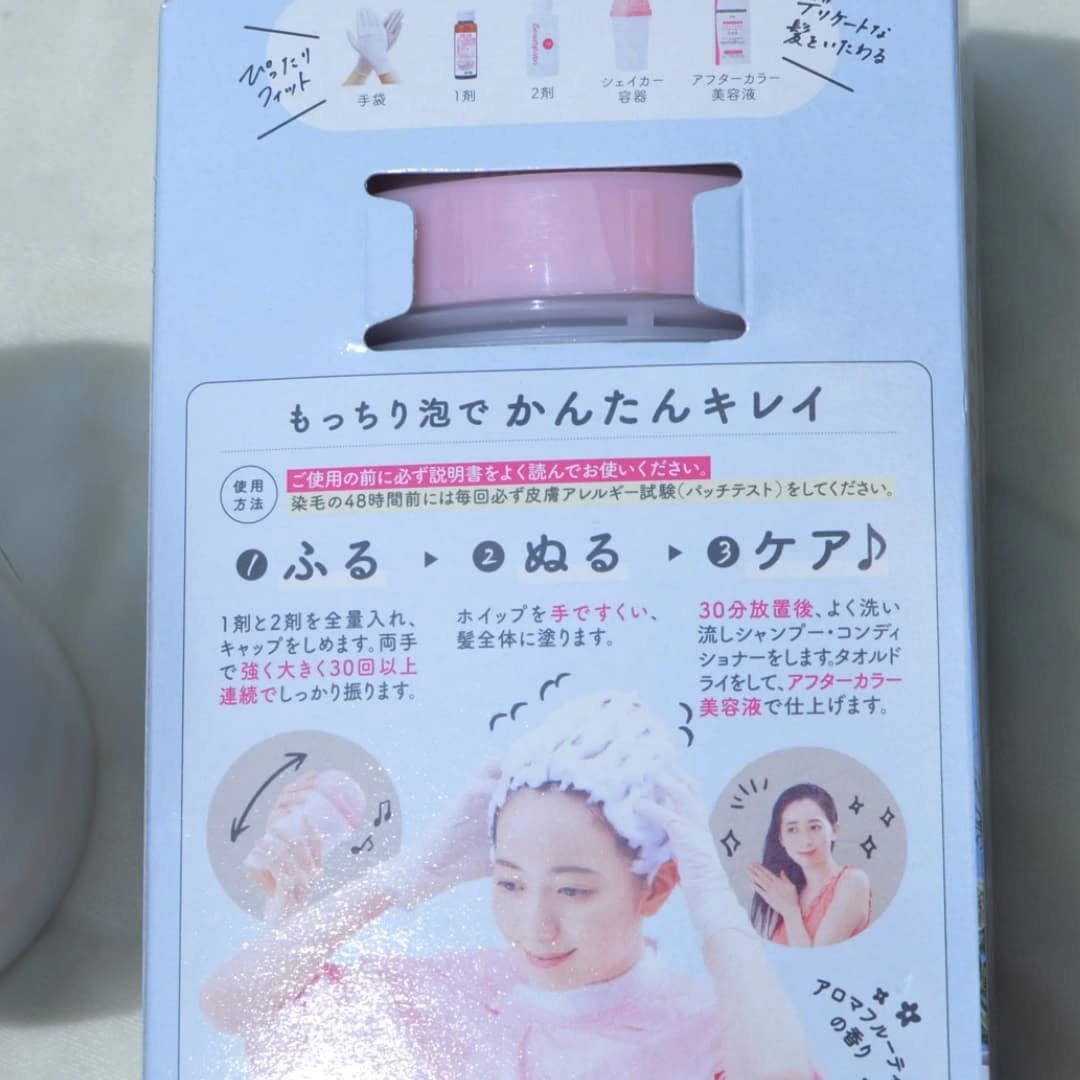 ぴったり
フィット
デリケートな
髪をいたわる
手袋
1剤
2剤
シェイカー
容器
アフターカラー
美容液
もっちり泡で かんたんキレイ
使用
方法
ご使用の前に必ず説明書をよく読んでお使いください。
染毛の48時間前には毎回必ず皮膚アレルギー試験(パッチテスト)をしてください。
1 ふる ▶ 2 ぬる ▶ 3 ケア♪
1剤と2剤を全量入れ、
キャップをしめます。両手
で強く大きく30回以上
連続でしっかり振ります。
ホイップを手ですくい、
髪全体に塗ります。
30分放置後、よく洗い
流しシャンプー・コンディ
ショナーをします。タオルド
ライをして、アフターカラー
美容液で仕上げます。
アロマフルーティ
の香り